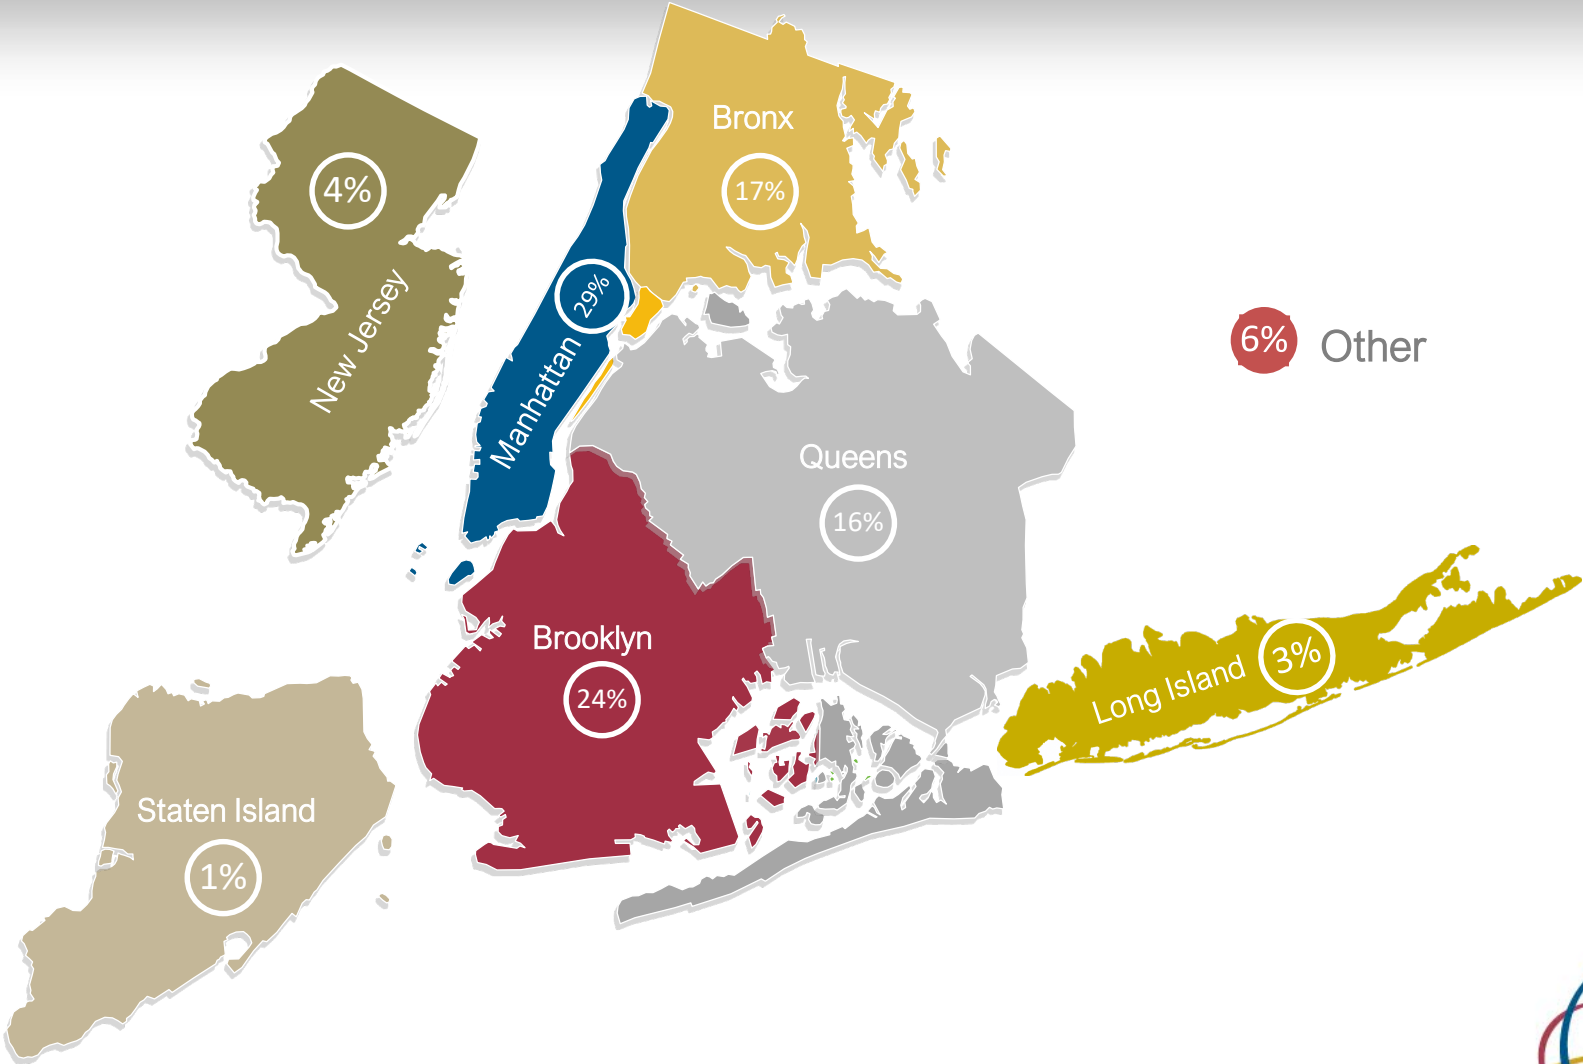 Bronx
17%
4%
New Jersey
29%
Manhattan
6% Other
Queens
16%
Brooklyn
24%
Long Island 3%
Staten Island
1%